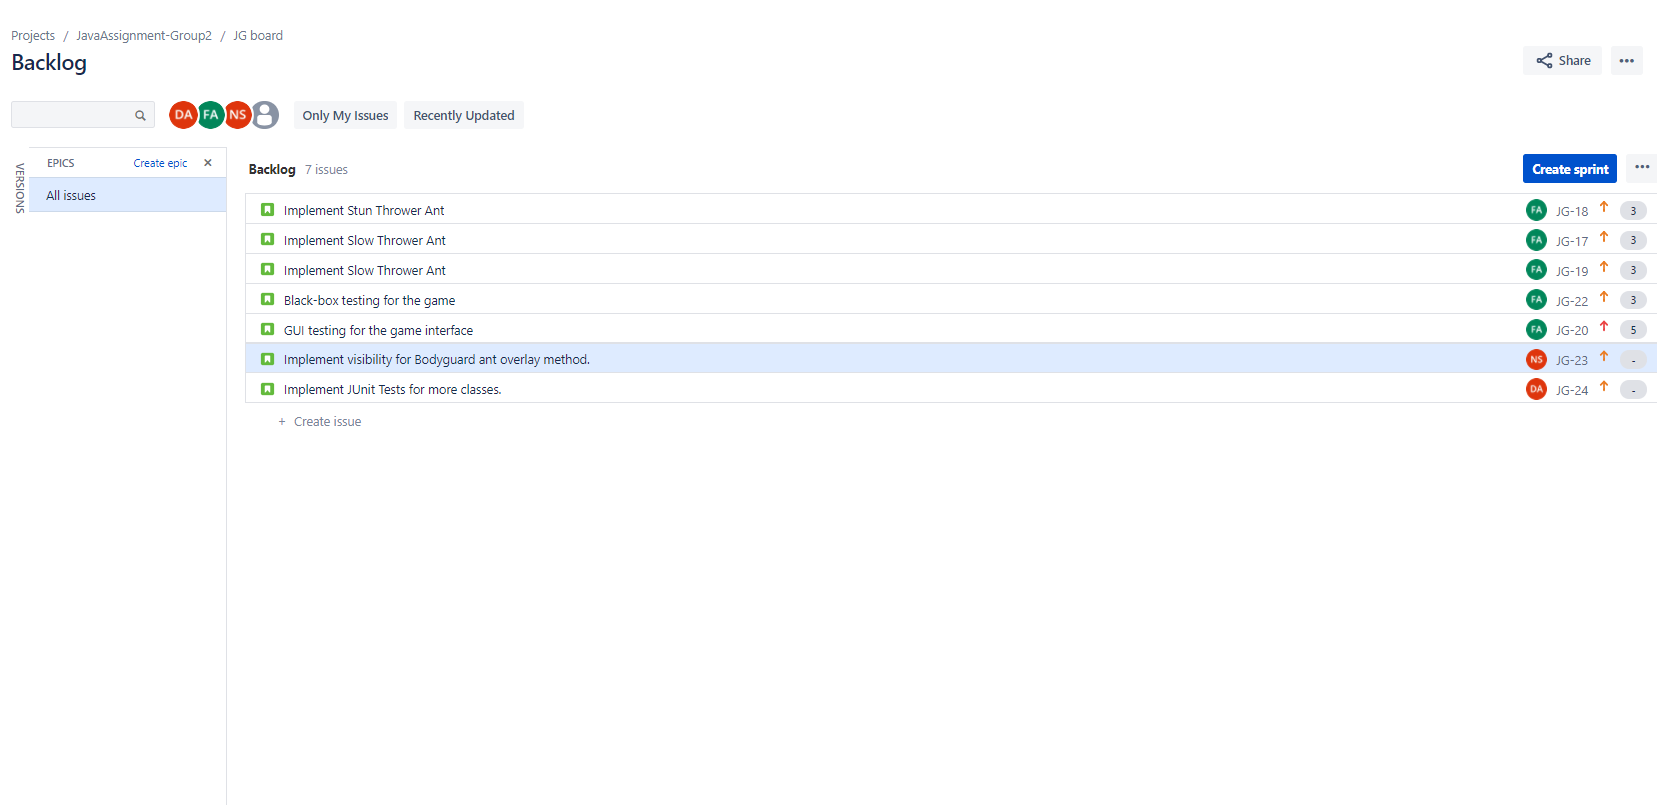 Projects / JavaAssignment-Group2 / JG board
Backlog
Share
DA FA NS
Only My Issues
Recently Updated
VERSIONS
EPICS Create epic ×
All issues
Backlog 7 issues
Create sprint
Implement Stun Thrower Ant FA JG-18 3
Implement Slow Thrower Ant FA JG-17 3
Implement Slow Thrower Ant FA JG-19 3
Black-box testing for the game FA JG-22 3
GUI testing for the game interface FA JG-20 5
Implement visibility for Bodyguard ant overlay method. NS JG-23 -
Implement JUnit Tests for more classes. DA JG-24 -
+ Create issue